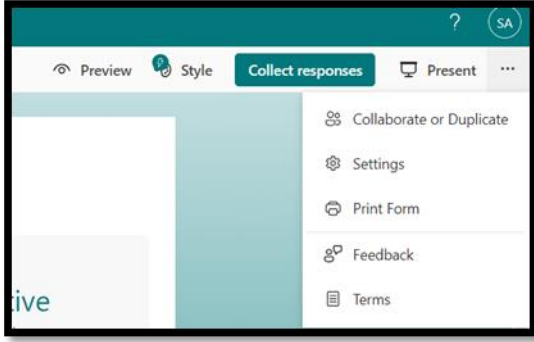 ? SA
Preview Style Collect responses Present ...
Collaborate or Duplicate
Settings
Print Form
Feedback
tive
Terms